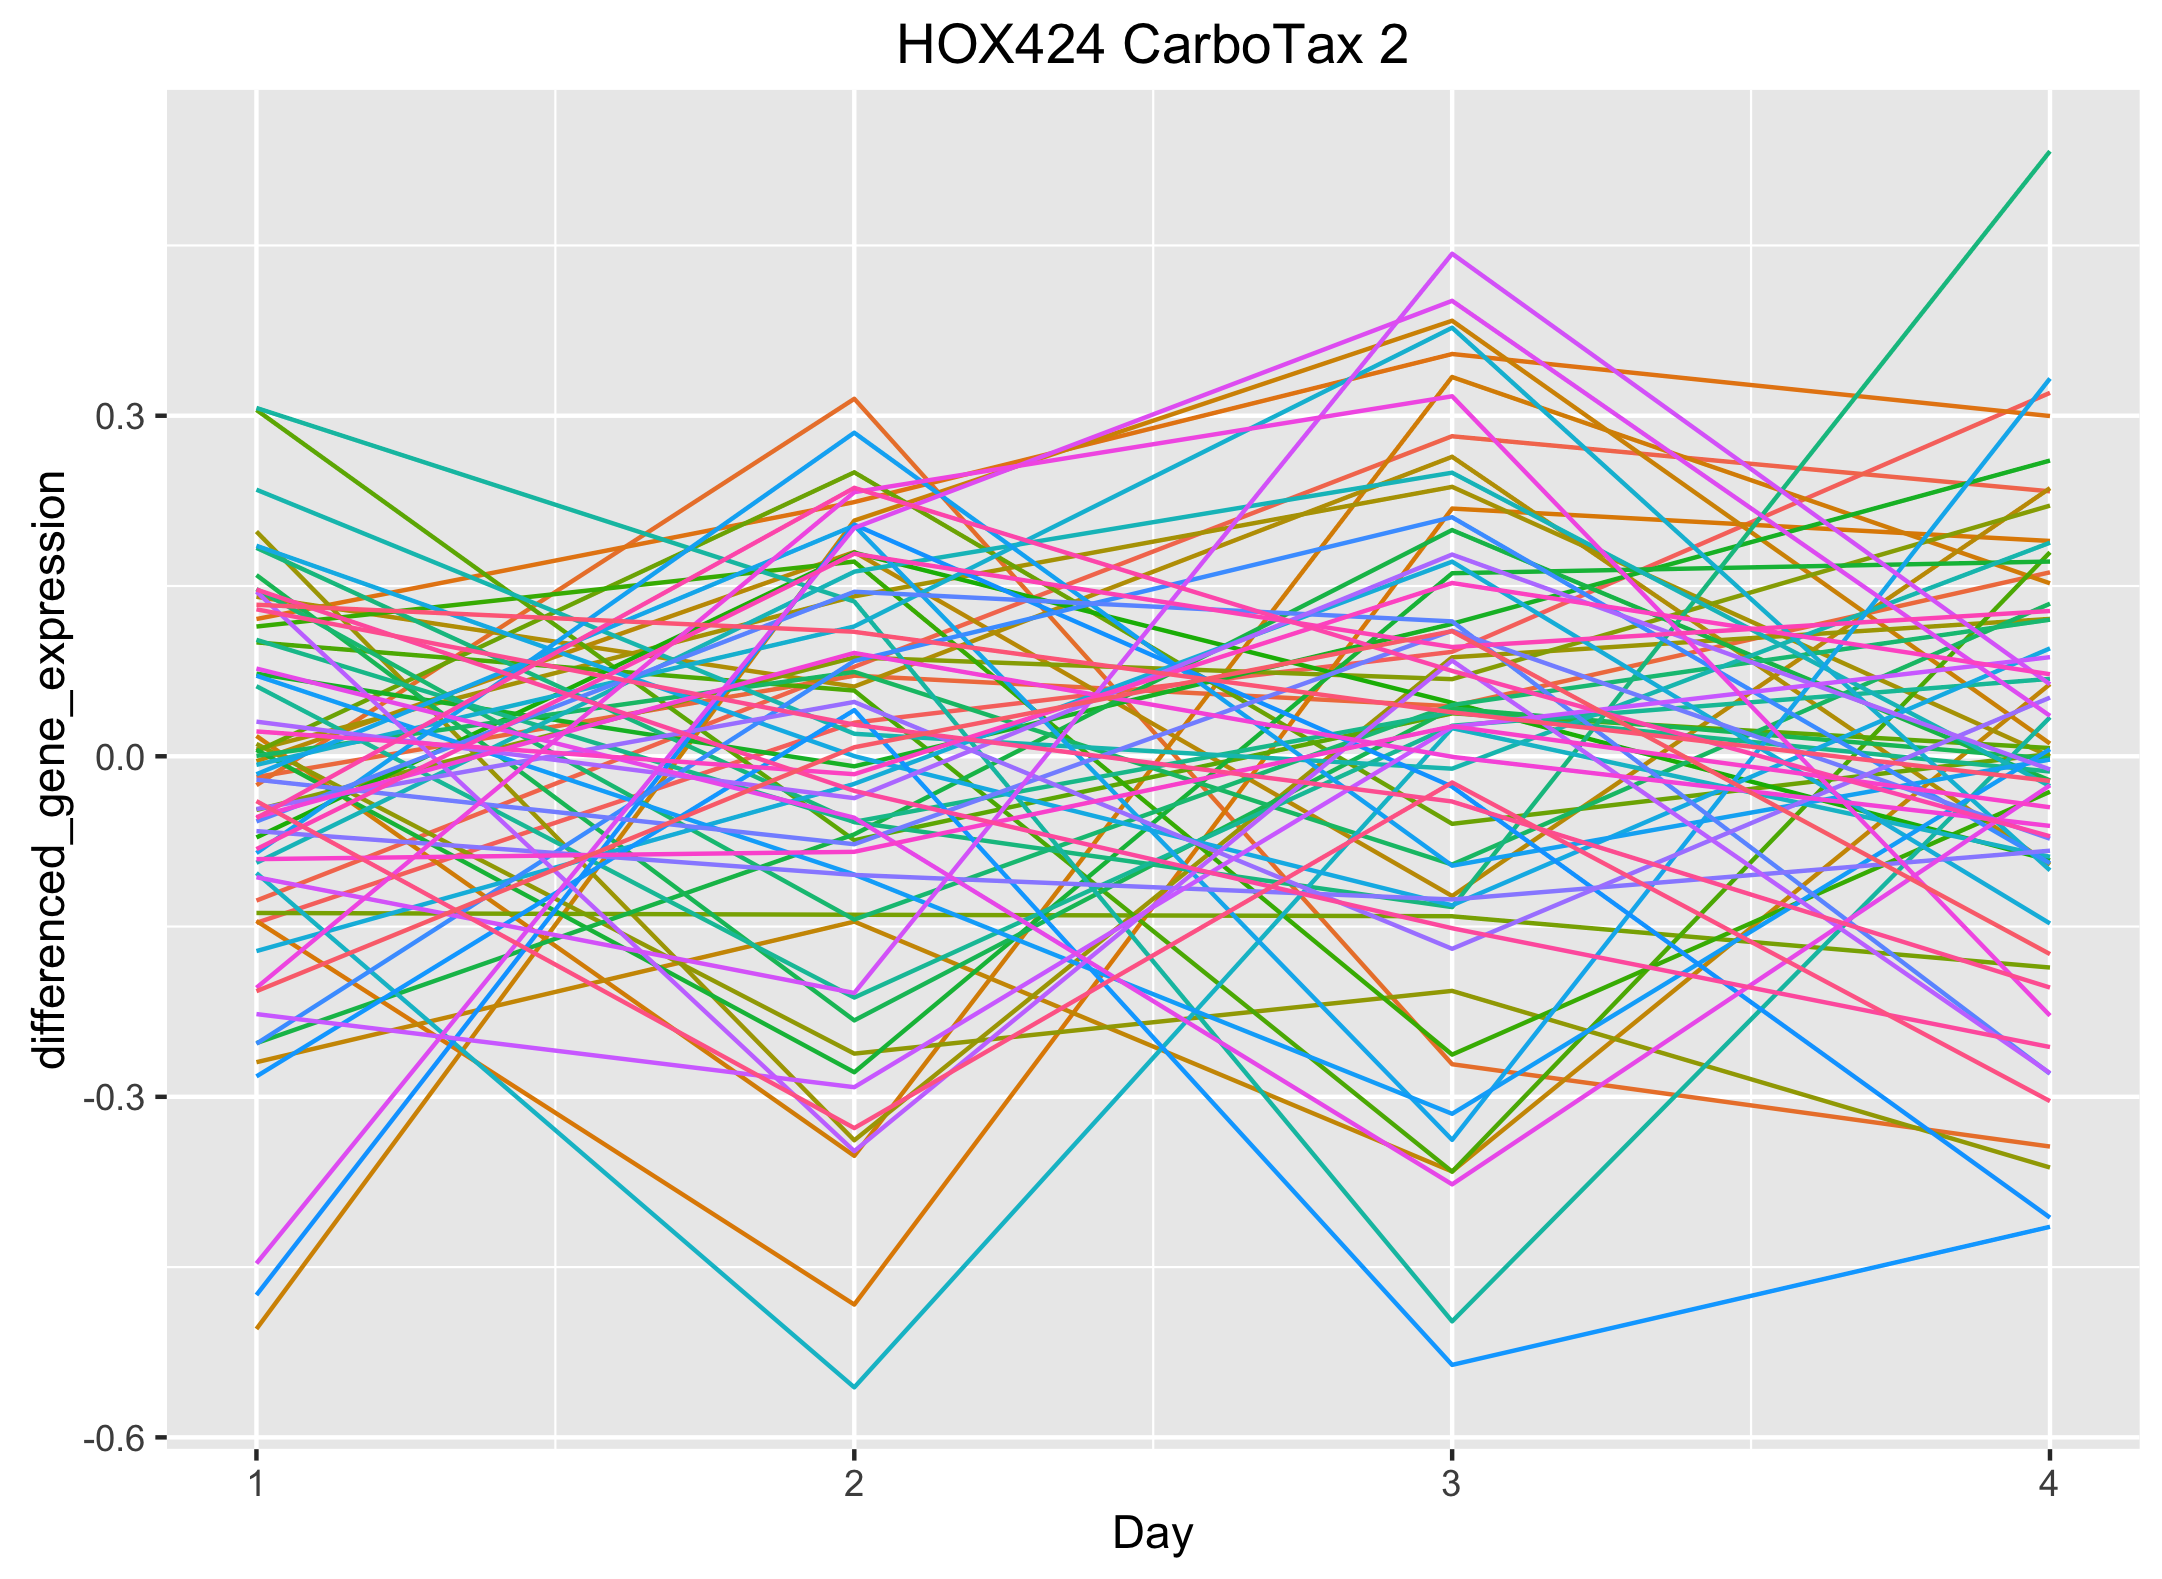 HOX424 CarboTax 2
differenced_gene_expression
0.3
0.0
-0.3
-0.6
1 2 3 4
Day